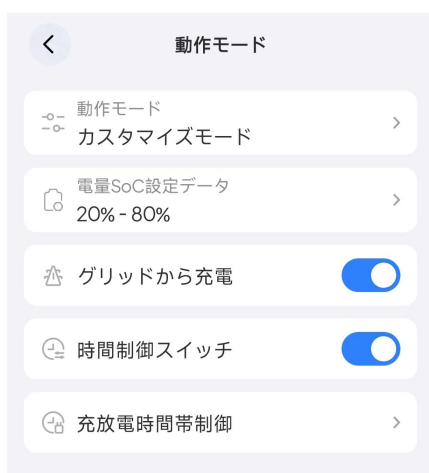 動作モード
動作モード
カスタマイズモード
電量SoC設定データ
20% - 80%
グリッドから充電
時間制御スイッチ
充放電時間帯制御